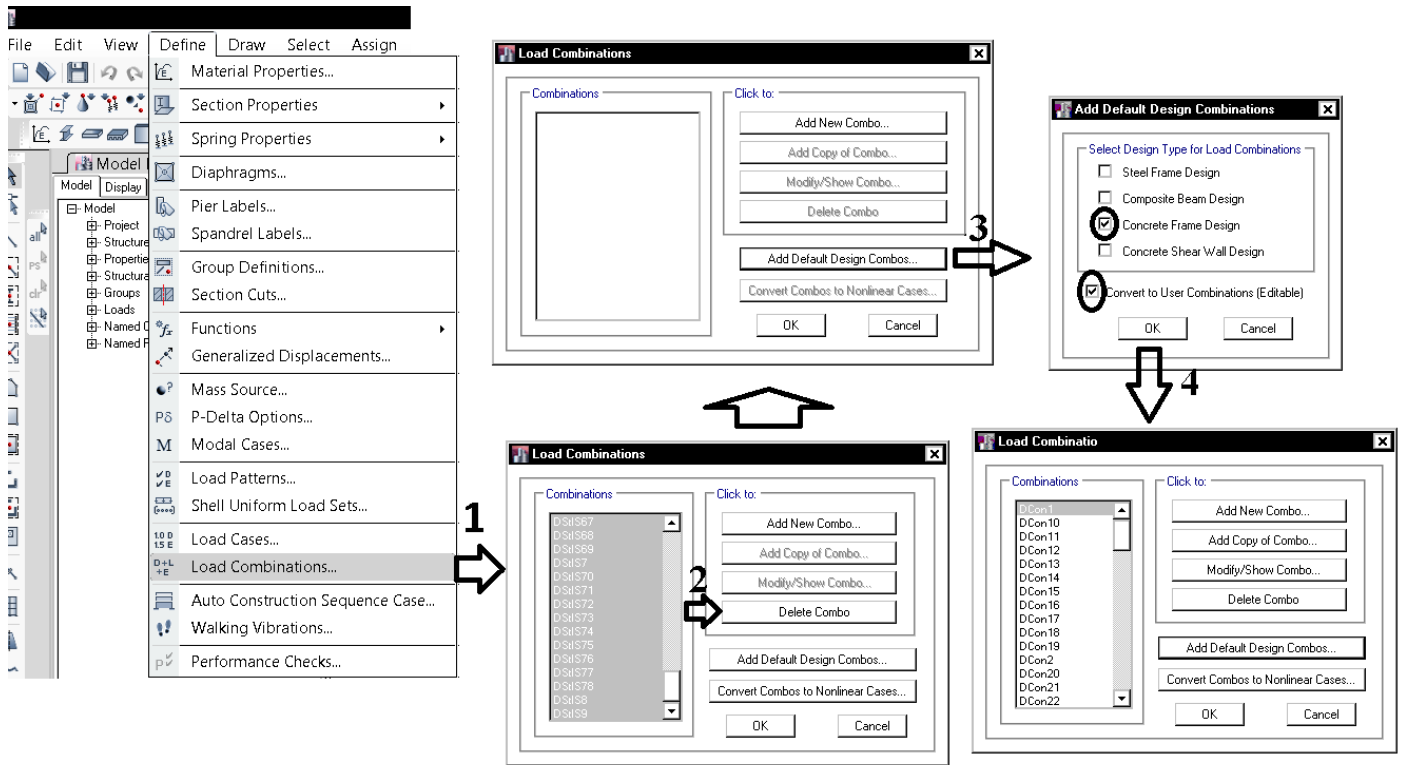 File Edit View Define Draw Select Assign
Material Properties...
Section Properties
Spring Properties
Diaphragms...
Pier Labels...
Spandrel Labels...
Group Definitions...
Section Cuts...
Functions
Generalized Displacements...
Mass Source...
Pδ P-Delta Options...
M Modal Cases...
Load Patterns...
Shell Uniform Load Sets...
Load Cases...
D+L +E Load Combinations...
Auto Construction Sequence Case...
Walking Vibrations...
Performance Checks...
Model
Model Display
Model
Project
Structure
Propertie
Structura
Groups
Loads
Named
Named
all
PS
clr
1
Load Combinations
Combinations
DStlS67
DStlS68
DStlS69
DStlS7
DStlS70
DStlS71
DStlS72
DStlS73
DStlS74
DStlS75
DStlS76
DStlS77
DStlS78
DStlS8
DStlS9
Click to:
Add New Combo...
Add Copy of Combo...
Modify/Show Combo...
2
Delete Combo
Add Default Design Combos...
Convert Combos to Nonlinear Cases...
OK Cancel
Load Combinations
Combinations
Click to:
Add New Combo...
Add Copy of Combo...
Modify/Show Combo...
Delete Combo
Add Default Design Combos...
Convert Combos to Nonlinear Cases...
OK Cancel
3
Add Default Design Combinations
Select Design Type for Load Combinations
Steel Frame Design
Composite Beam Design
Concrete Frame Design
Concrete Shear Wall Design
Convert to User Combinations (Editable)
OK Cancel
4
Load Combinatio
Combinations
DCon1
DCon10
DCon11
DCon12
DCon13
DCon14
DCon15
DCon16
DCon17
DCon18
DCon19
DCon2
DCon20
DCon21
DCon22
Click to:
Add New Combo...
Add Copy of Combo...
Modify/Show Combo...
Delete Combo
Add Default Design Combos...
Convert Combos to Nonlinear Cases...
OK Cancel